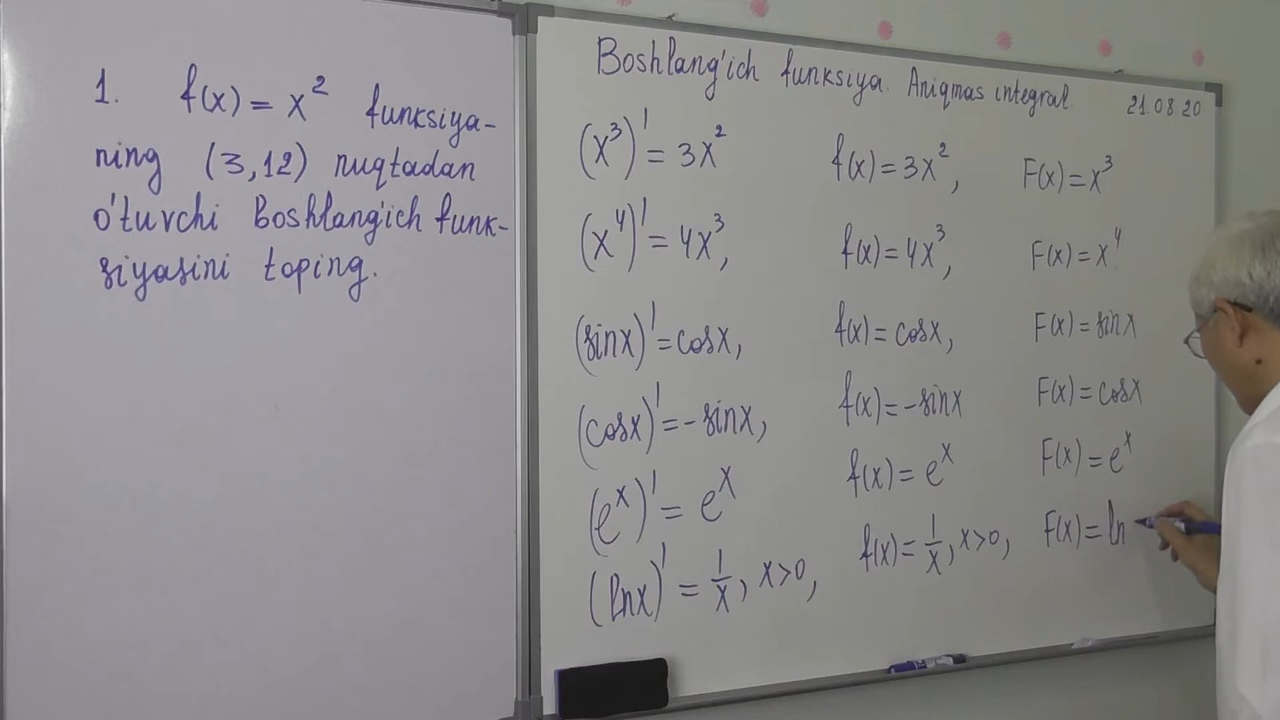 1. f(x) = x² funksiya-
ning (3,12) nuqtadan
o'tuvchi Boshlang'ich funk-
siyasini toping.
Boshlang'ich funksiya. Aniqmas integral.
21 08 20
(x³)' = 3x² f(x) = 3x², F(x) = x³
(x⁴)' = 4x³, f(x) = 4x³, F(x) = x⁴
(sinx)' = cosx, f(x) = cosx, F(x) = sinx
(cosx)' = -sinx, f(x) = -sinx F(x) = cosx
(eˣ)' = eˣ f(x) = eˣ F(x) = eˣ
(lnx)' = 1/x, x>0, f(x) = 1/x, x>0, F(x) = ln